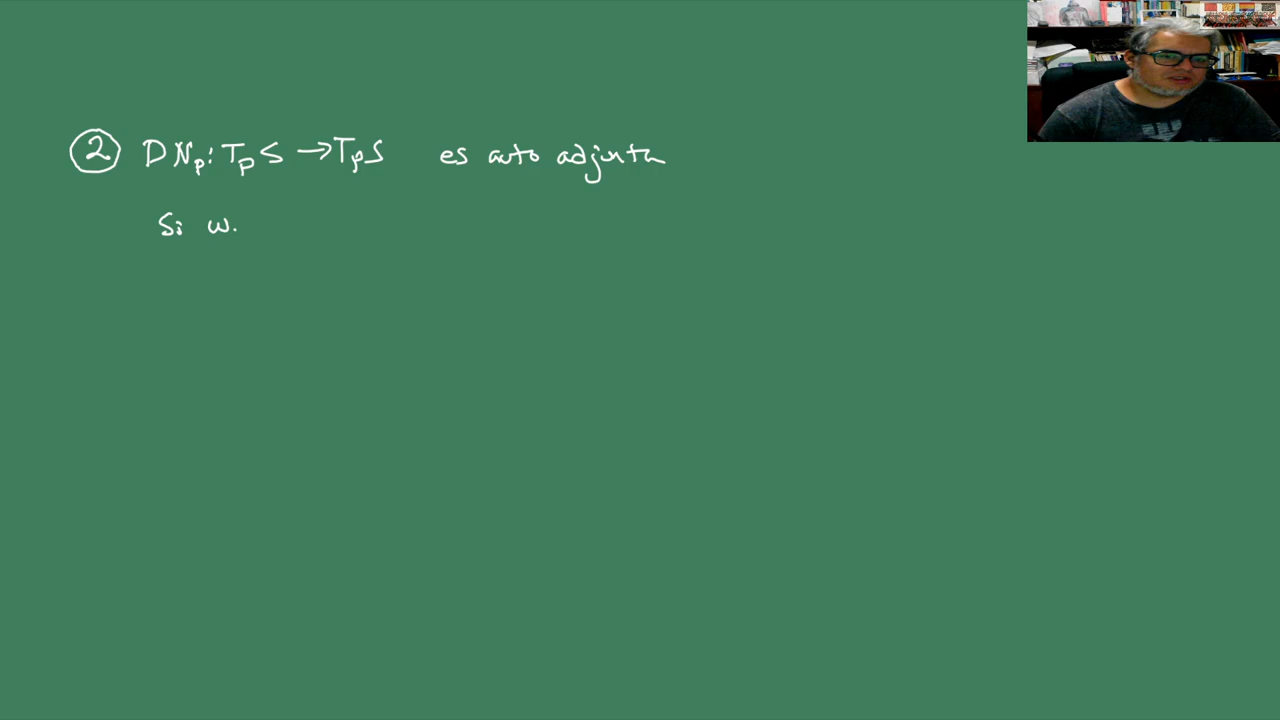 ② DNₚ: TₚS → TₚS es auto adjunta
Si w.